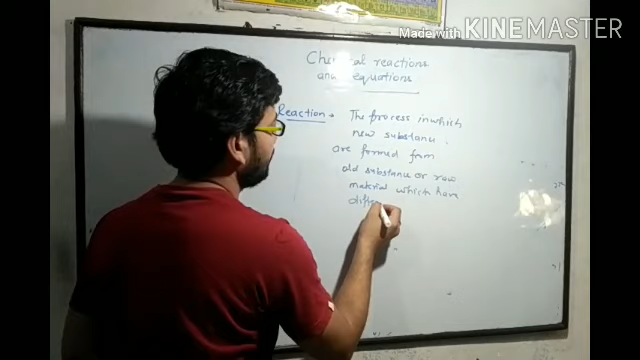 Made with KINEMASTER
Chemical reactions
and equations
Reaction → The process in which
new substance
are formed from
old substance or raw
material which have